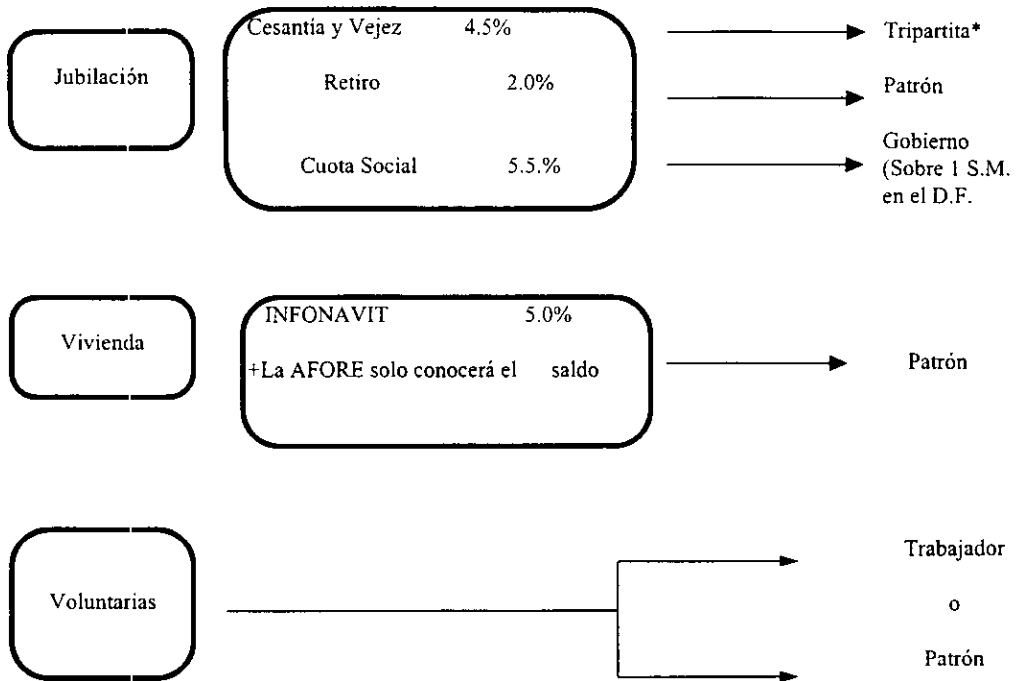 Cesantía y Vejez 4.5%
Tripartita*
Jubilación
Retiro 2.0%
Patrón
Cuota Social 5.5.%
Gobierno
(Sobre 1 S.M.
en el D.F.
INFONAVIT 5.0%
Vivienda
+La AFORE solo conocerá el saldo
Patrón
Voluntarias
Trabajador
o
Patrón